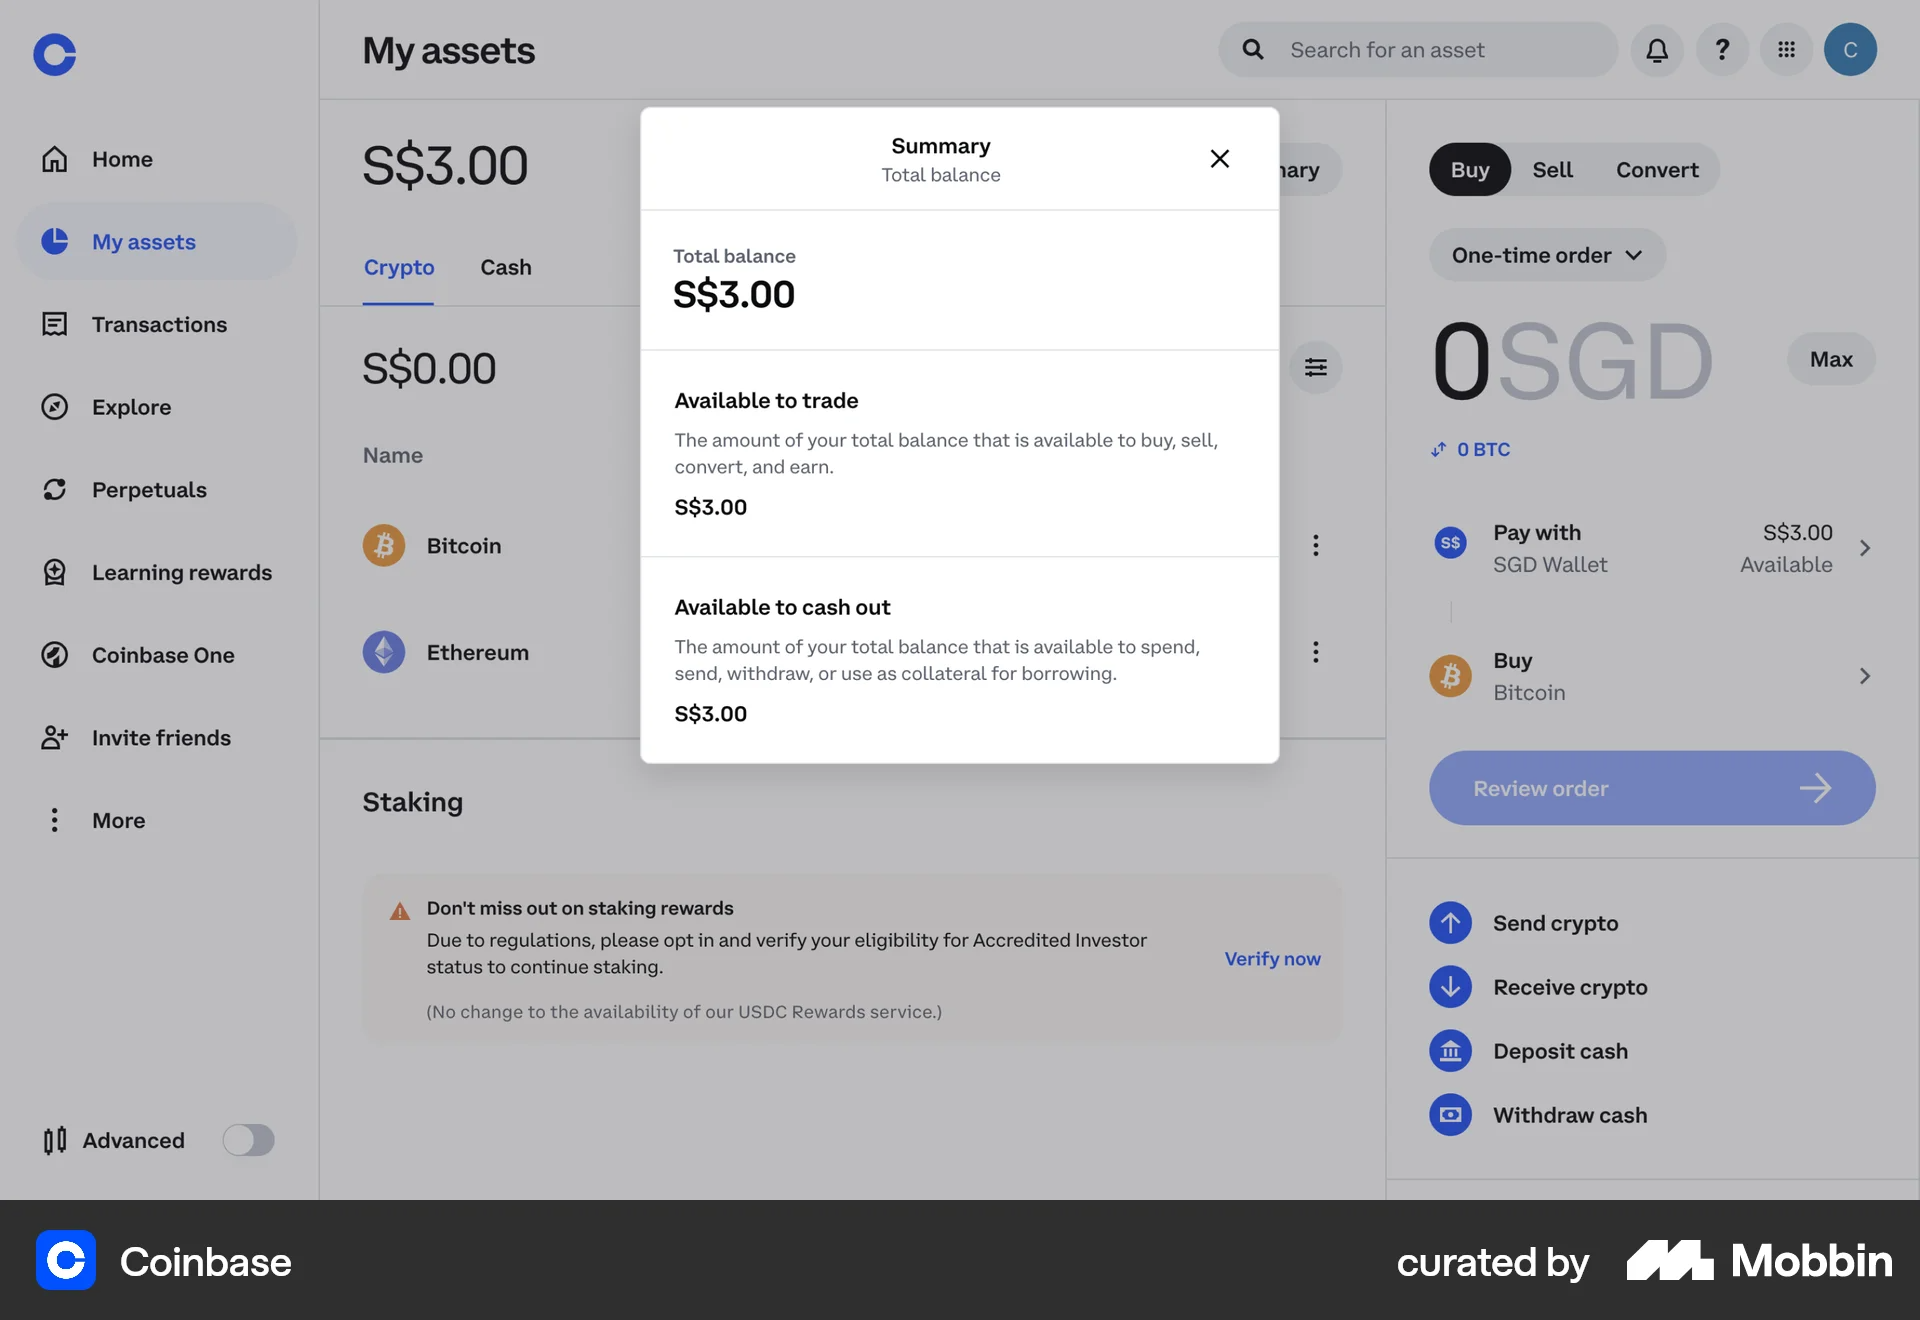 My assets
Search for an asset
?
C
Home
My assets
Transactions
Explore
Perpetuals
Learning rewards
Coinbase One
Invite friends
More
Advanced
S$3.00
Crypto
Cash
S$0.00
Name
Bitcoin
Ethereum
Staking
Don't miss out on staking rewards
Due to regulations, please opt in and verify your eligibility for Accredited Investor
status to continue staking.
(No change to the availability of our USDC Rewards service.)
Verify now
Summary
Total balance
Total balance
S$3.00
Available to trade
The amount of your total balance that is available to buy, sell,
convert, and earn.
S$3.00
Available to cash out
The amount of your total balance that is available to spend,
send, withdraw, or use as collateral for borrowing.
S$3.00
Buy
Sell
Convert
One-time order
0SGD
Max
0 BTC
S$
Pay with
SGD Wallet
S$3.00
Available
Buy
Bitcoin
Review order
Send crypto
Receive crypto
Deposit cash
Withdraw cash
Coinbase
curated by
Mobbin